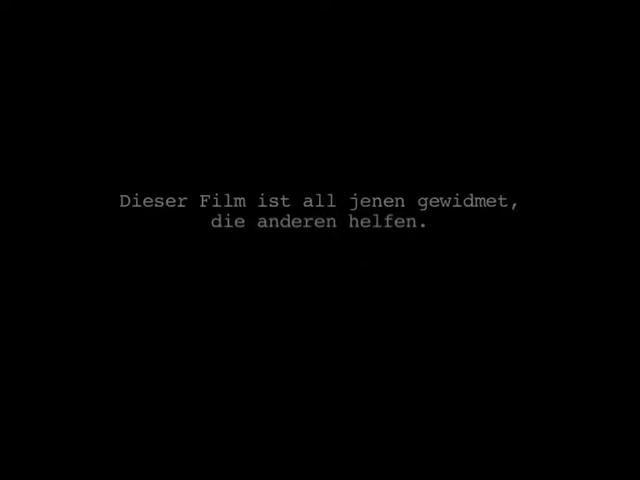 Dieser Film ist all jenen gewidmet,
die anderen helfen.